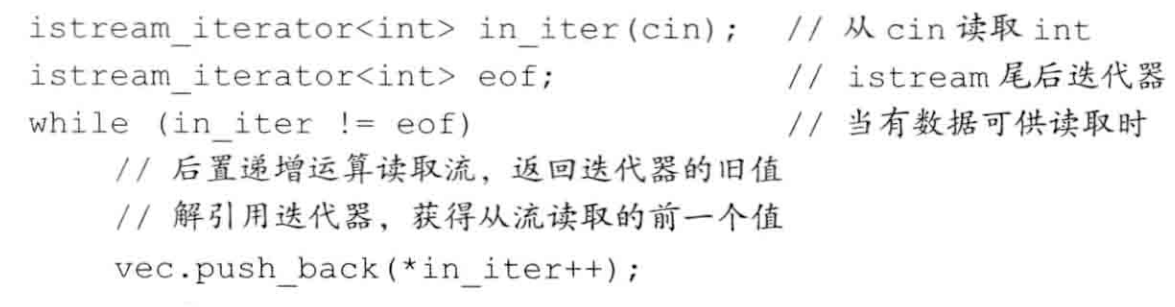 istream_iterator<int> in_iter(cin); // 从 cin 读取 int
istream_iterator<int> eof; // istream 尾后迭代器
while (in_iter != eof) // 当有数据可供读取时
// 后置递增运算读取流，返回迭代器的旧值
// 解引用迭代器，获得从流读取的前一个值
vec.push_back(*in_iter++);